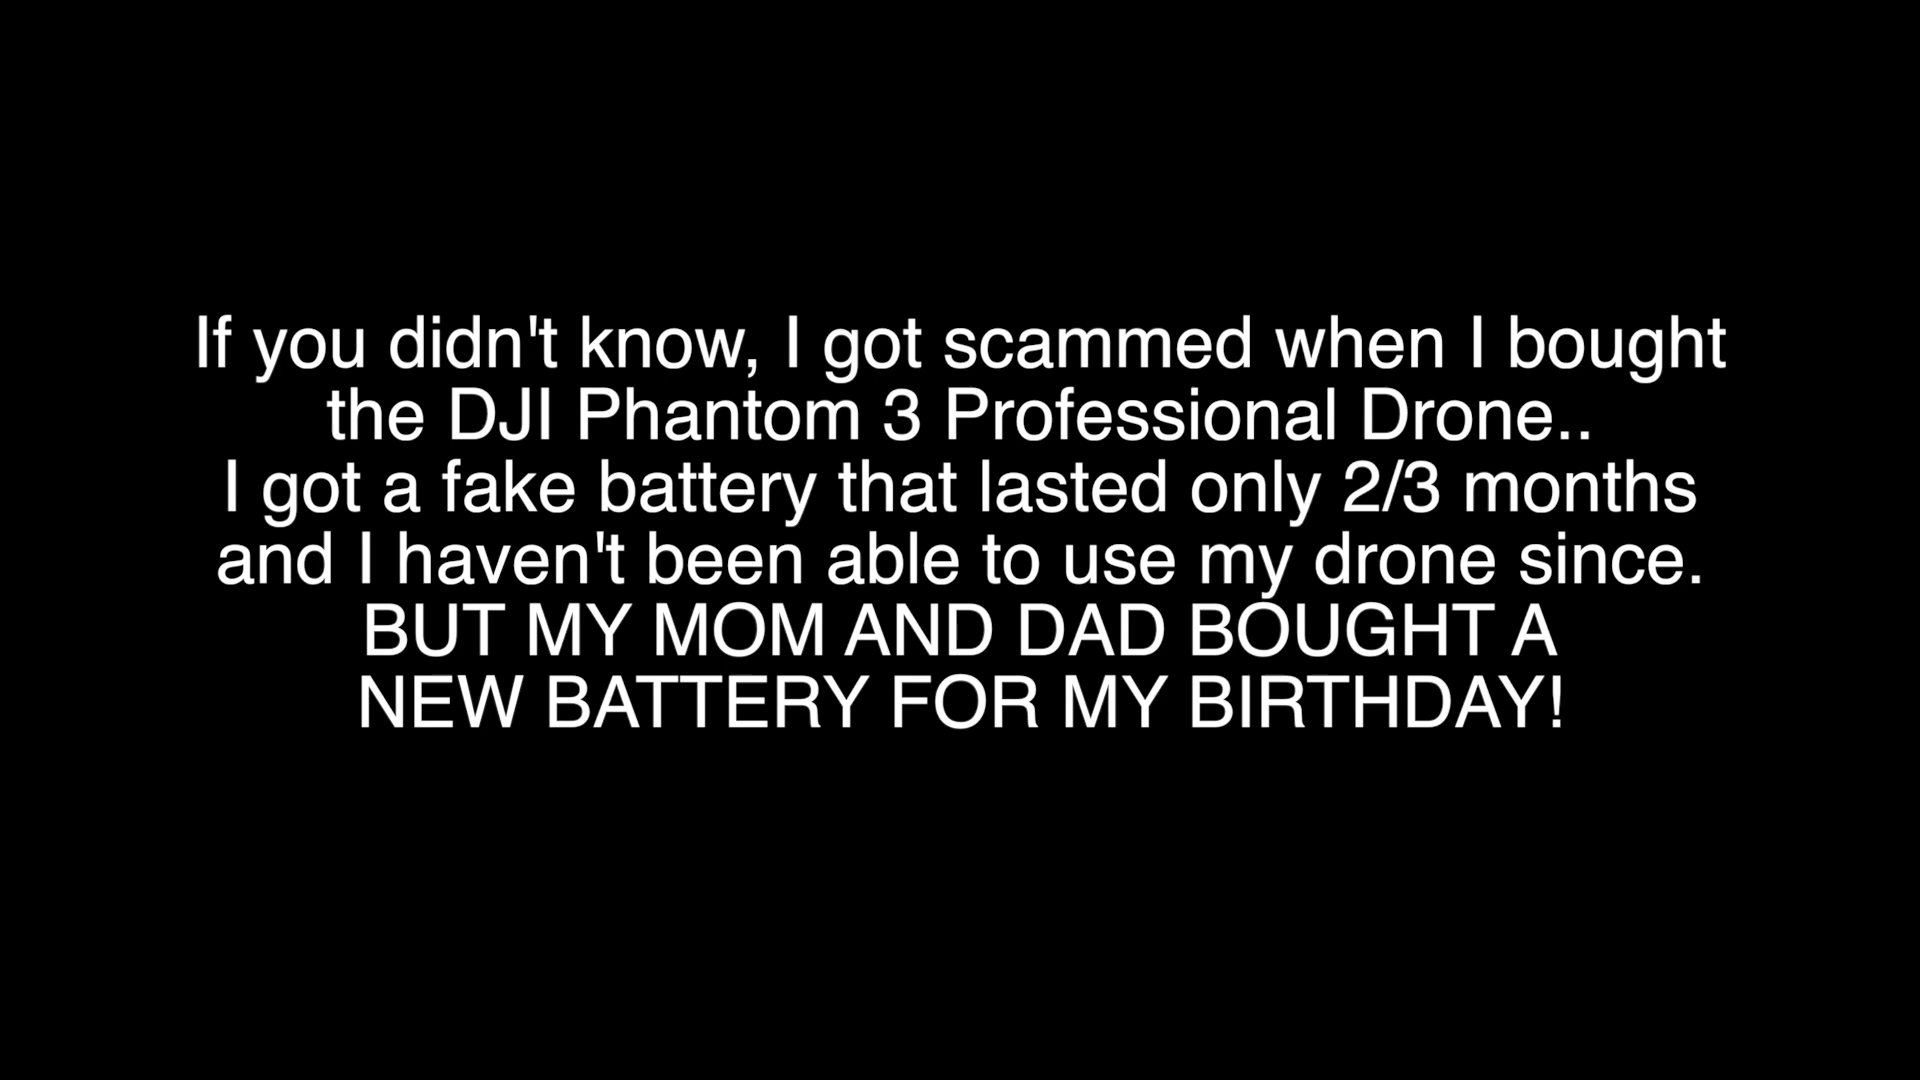 If you didn't know, I got scammed when I bought
the DJI Phantom 3 Professional Drone..
I got a fake battery that lasted only 2/3 months
and I haven't been able to use my drone since.
BUT MY MOM AND DAD BOUGHT A
NEW BATTERY FOR MY BIRTHDAY!